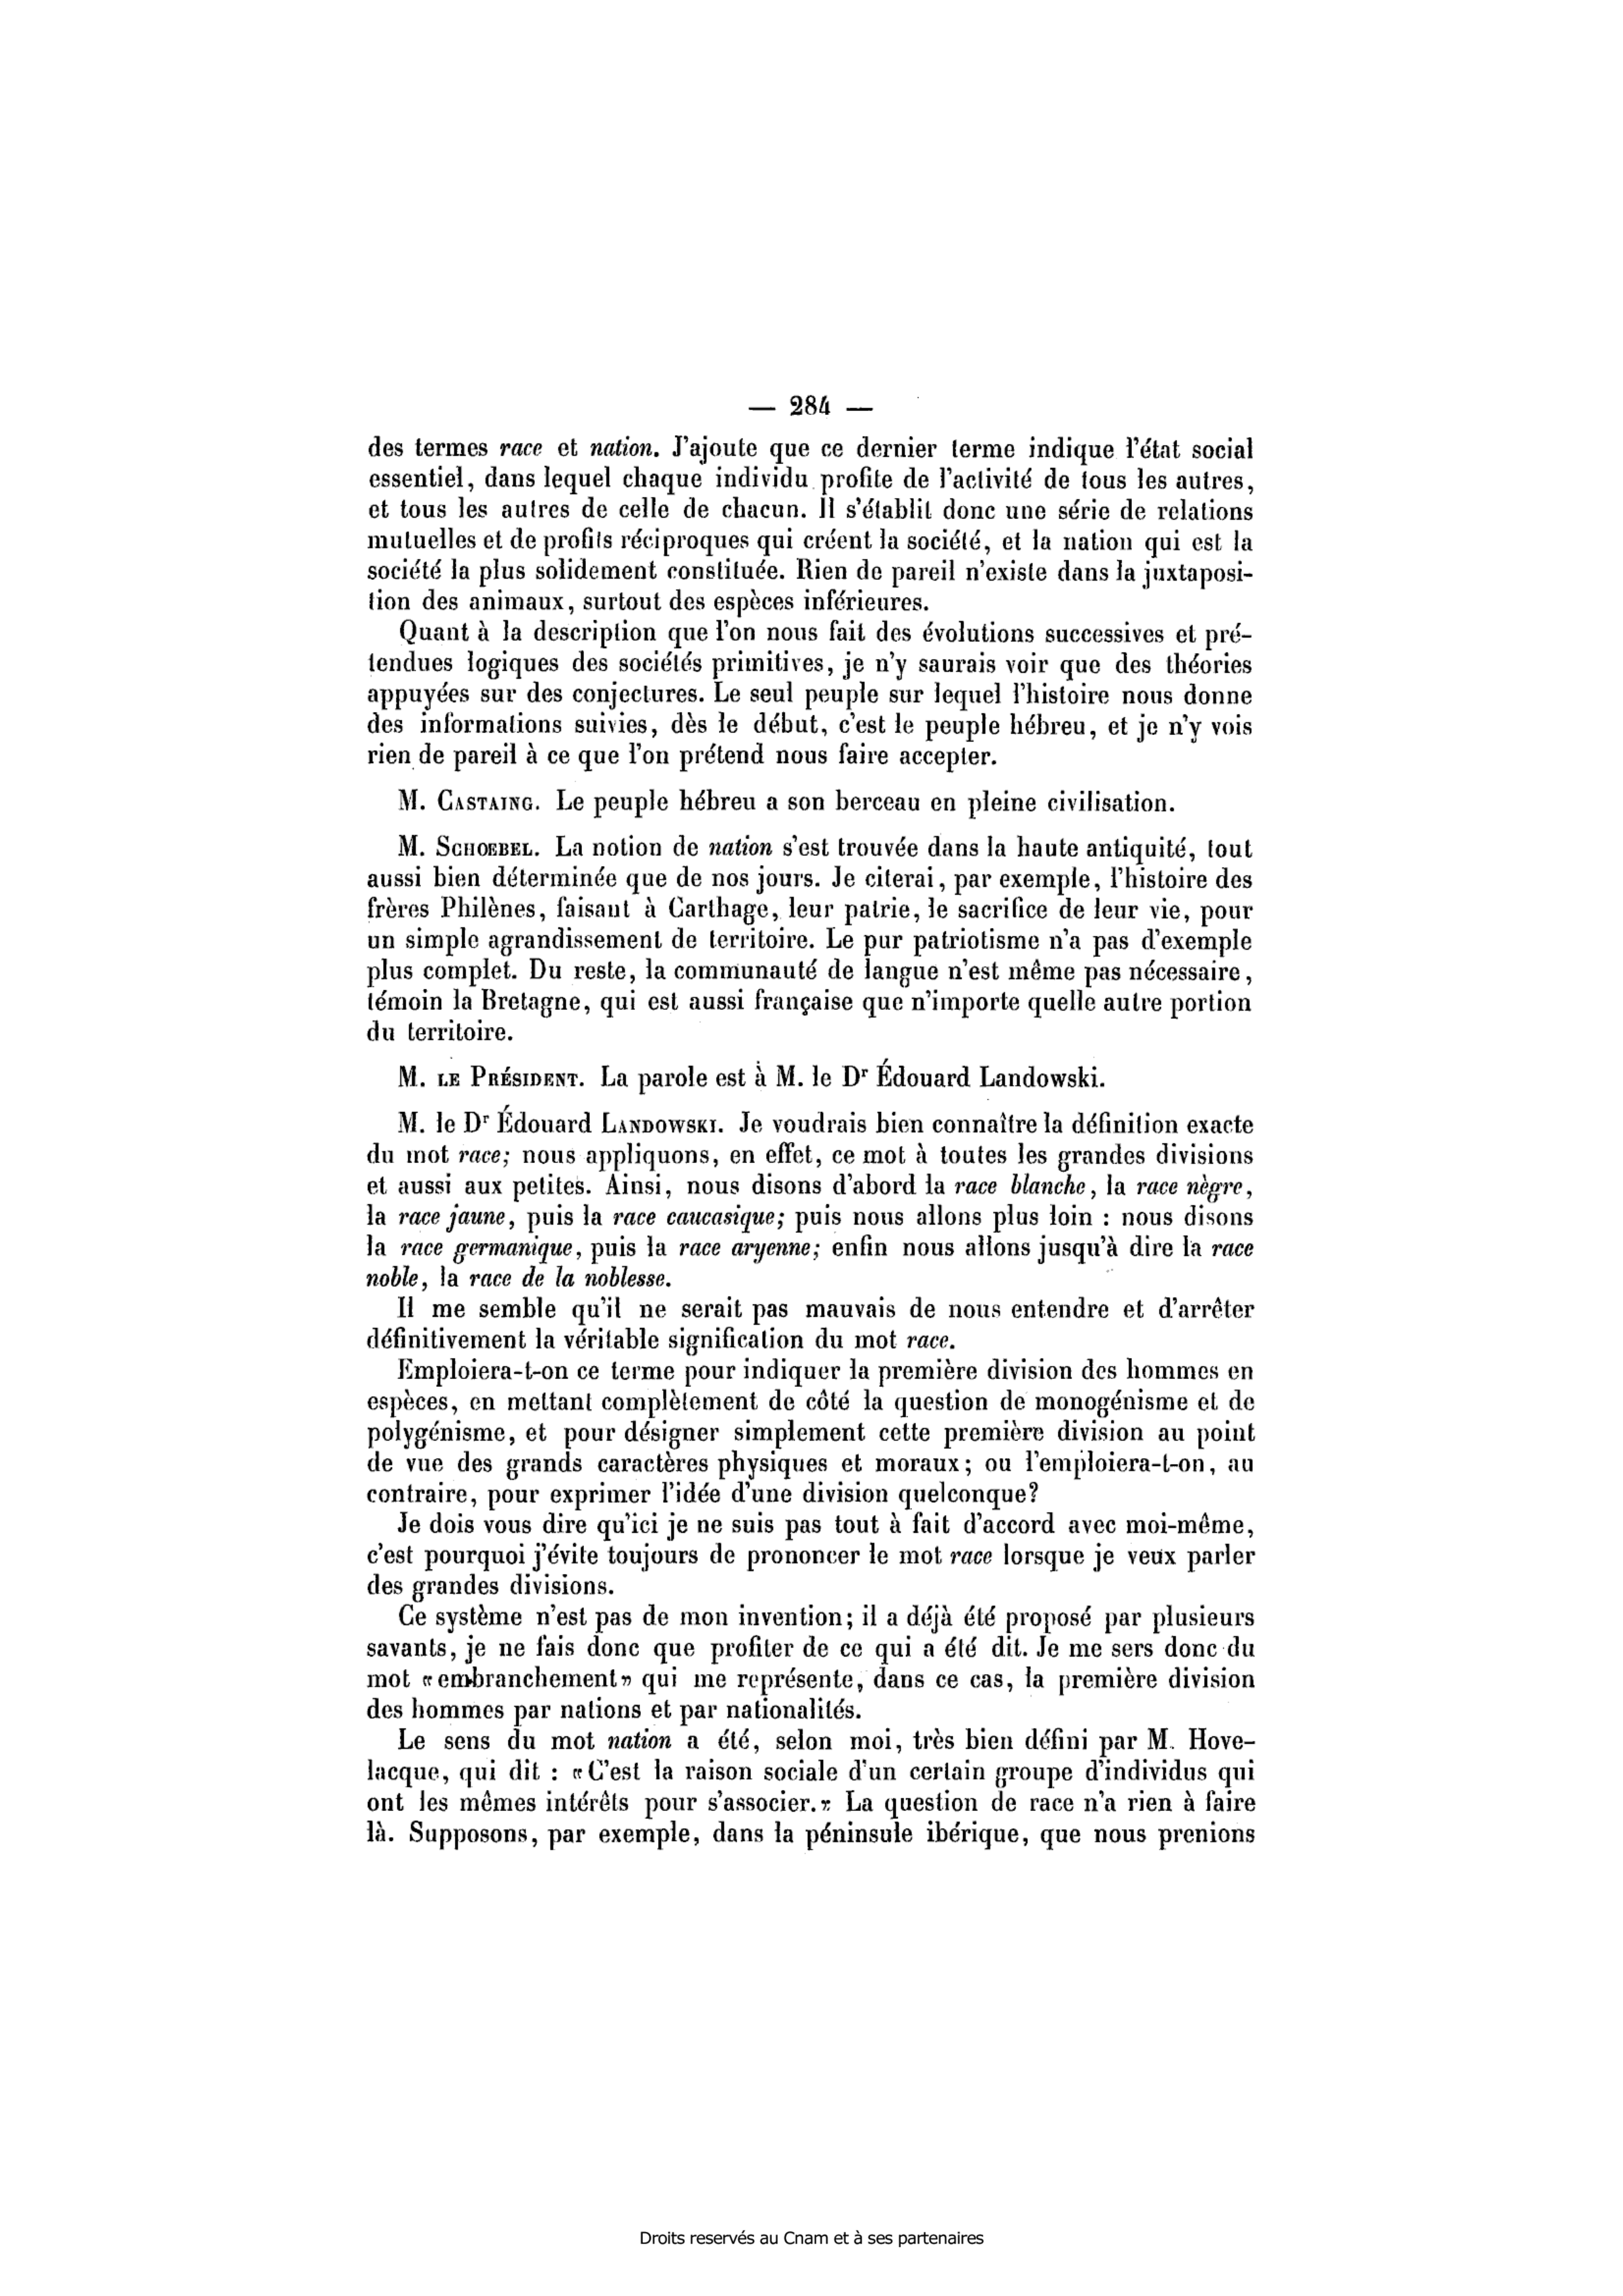 — 284 —
des termes race et nation. J'ajoute que ce dernier terme indique l'état social
essentiel, dans lequel chaque individu profite de l'activité de tous les autres,
et tous les autres de celle de chacun. Il s'établit donc une série de relations
mutuelles et de profits réciproques qui créent la société, et la nation qui est la
société la plus solidement constituée. Rien de pareil n'existe dans la juxtaposi-
tion des animaux, surtout des espèces inférieures.
Quant à la description que l'on nous fait des évolutions successives et pré-
tendues logiques des sociétés primitives, je n'y saurais voir que des théories
appuyées sur des conjectures. Le seul peuple sur lequel l'histoire nous donne
des informations suivies, dès le début, c'est le peuple hébreu, et je n'y vois
rien de pareil à ce que l'on prétend nous faire accepter.
M. CASTAING. Le peuple hébreu a son berceau en pleine civilisation.
M. SCHOEBEL. La notion de nation s'est trouvée dans la haute antiquité, tout
aussi bien déterminée que de nos jours. Je citerai, par exemple, l'histoire des
frères Philènes, faisant à Carthage, leur patrie, le sacrifice de leur vie, pour
un simple agrandissement de territoire. Le pur patriotisme n'a pas d'exemple
plus complet. Du reste, la communauté de langue n'est même pas nécessaire,
témoin la Bretagne, qui est aussi française que n'importe quelle autre portion
du territoire.
M. LE PRÉSIDENT. La parole est à M. le Dr Édouard Landowski.
M. le Dr Édouard LANDOWSKI. Je voudrais bien connaître la définition exacte
du mot race; nous appliquons, en effet, ce mot à toutes les grandes divisions
et aussi aux petites. Ainsi, nous disons d'abord la race blanche, la race nègre,
la race jaune, puis la race caucasique; puis nous allons plus loin : nous disons
la race germanique, puis la race aryenne; enfin nous allons jusqu'à dire la race
noble, la race de la noblesse.
Il me semble qu'il ne serait pas mauvais de nous entendre et d'arrêter
définitivement la véritable signification du mot race.
Emploiera-t-on ce terme pour indiquer la première division des hommes en
espèces, en mettant complètement de côté la question de monogénisme et de
polygénisme, et pour désigner simplement cette première division au point
de vue des grands caractères physiques et moraux; ou l'emploiera-t-on, au
contraire, pour exprimer l'idée d'une division quelconque?
Je dois vous dire qu'ici je ne suis pas tout à fait d'accord avec moi-même,
c'est pourquoi j'évite toujours de prononcer le mot race lorsque je veux parler
des grandes divisions.
Ce système n'est pas de mon invention; il a déjà été proposé par plusieurs
savants, je ne fais donc que profiter de ce qui a été dit. Je me sers donc du
mot «embranchement» qui me représente, dans ce cas, la première division
des hommes par nations et par nationalités.
Le sens du mot nation a été, selon moi, très bien défini par M. Hove-
lacque, qui dit : «C'est la raison sociale d'un certain groupe d'individus qui
ont les mêmes intérêts pour s'associer.» La question de race n'a rien à faire
là. Supposons, par exemple, dans la péninsule ibérique, que nous prenions
Droits reservés au Cnam et à ses partenaires